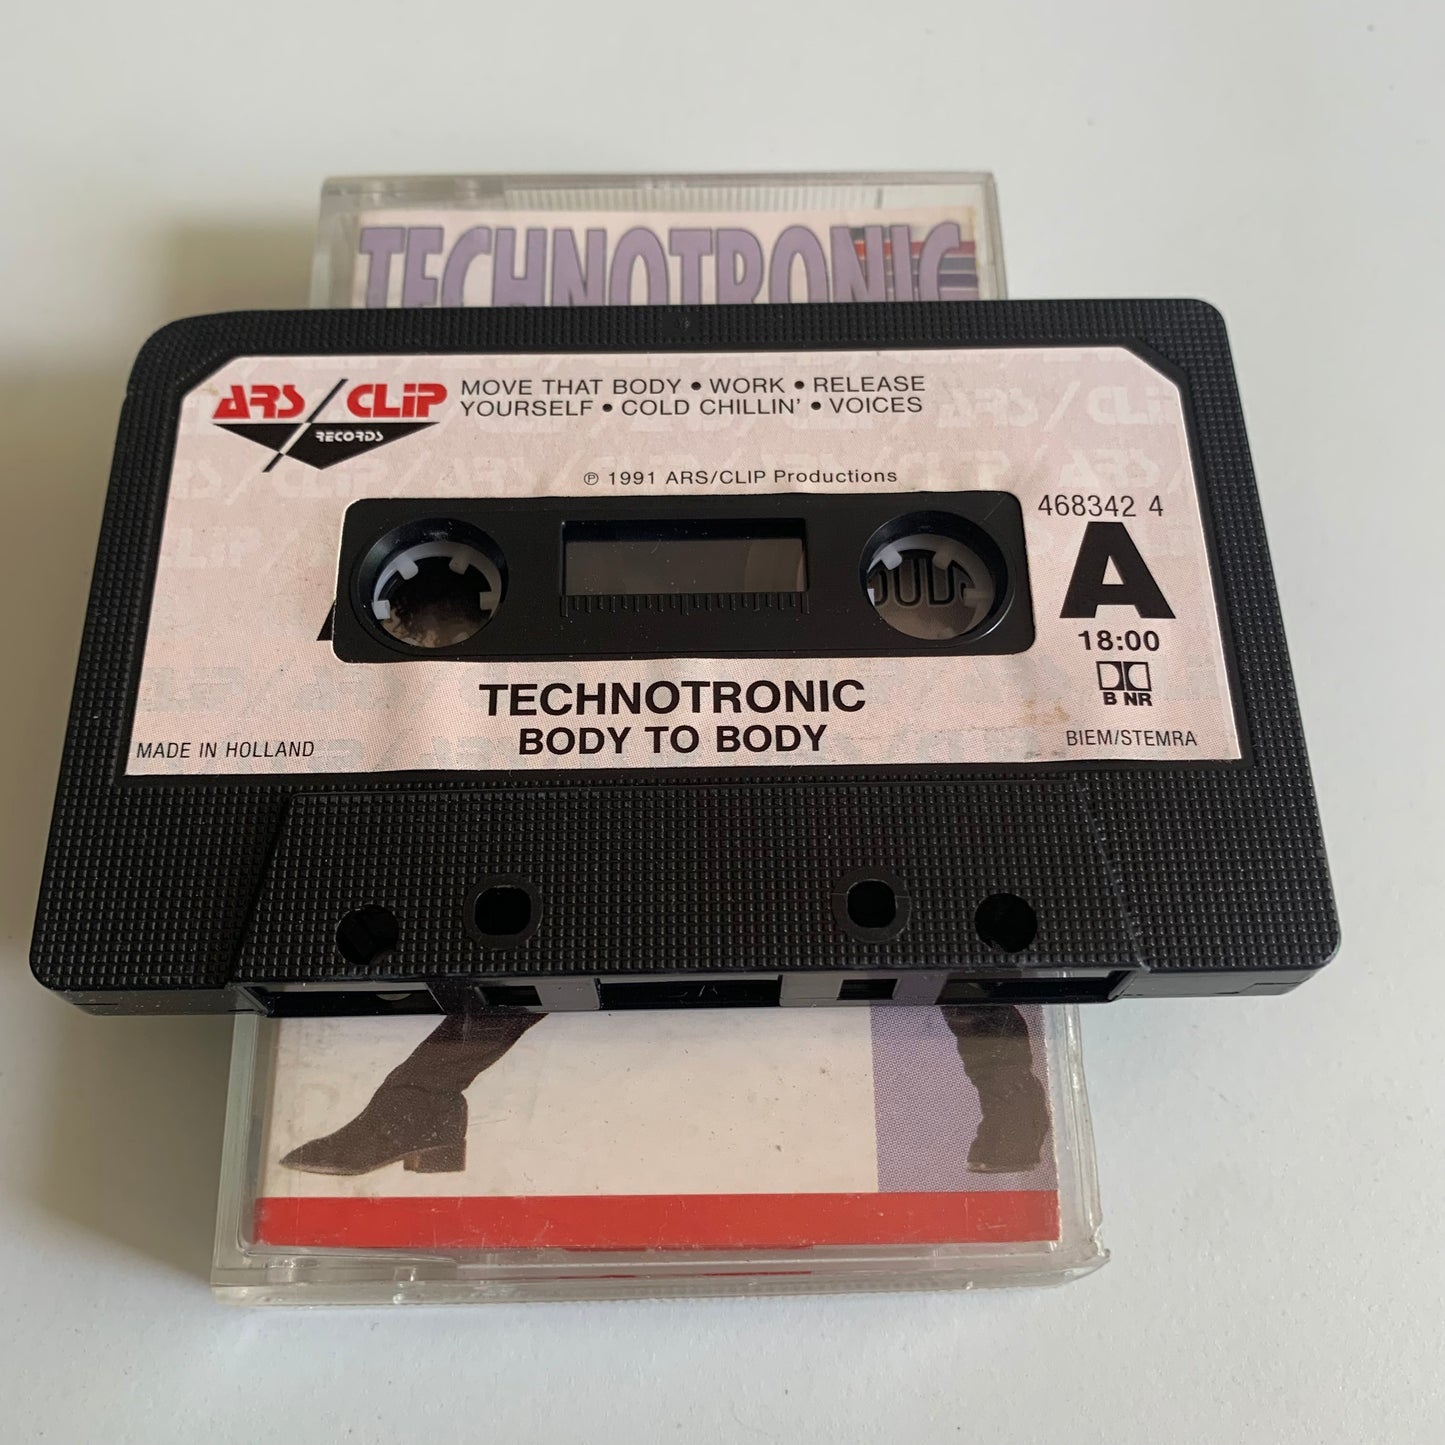 TECHNOTRONIC
ARS/CLIP
RECORDS
MOVE THAT BODY • WORK • RELEASE
YOURSELF • COLD CHILLIN' • VOICES
℗ 1991 ARS/CLIP Productions
468342 4
A
18:00
B NR
TECHNOTRONIC
BODY TO BODY
MADE IN HOLLAND
BIEM/STEMRA